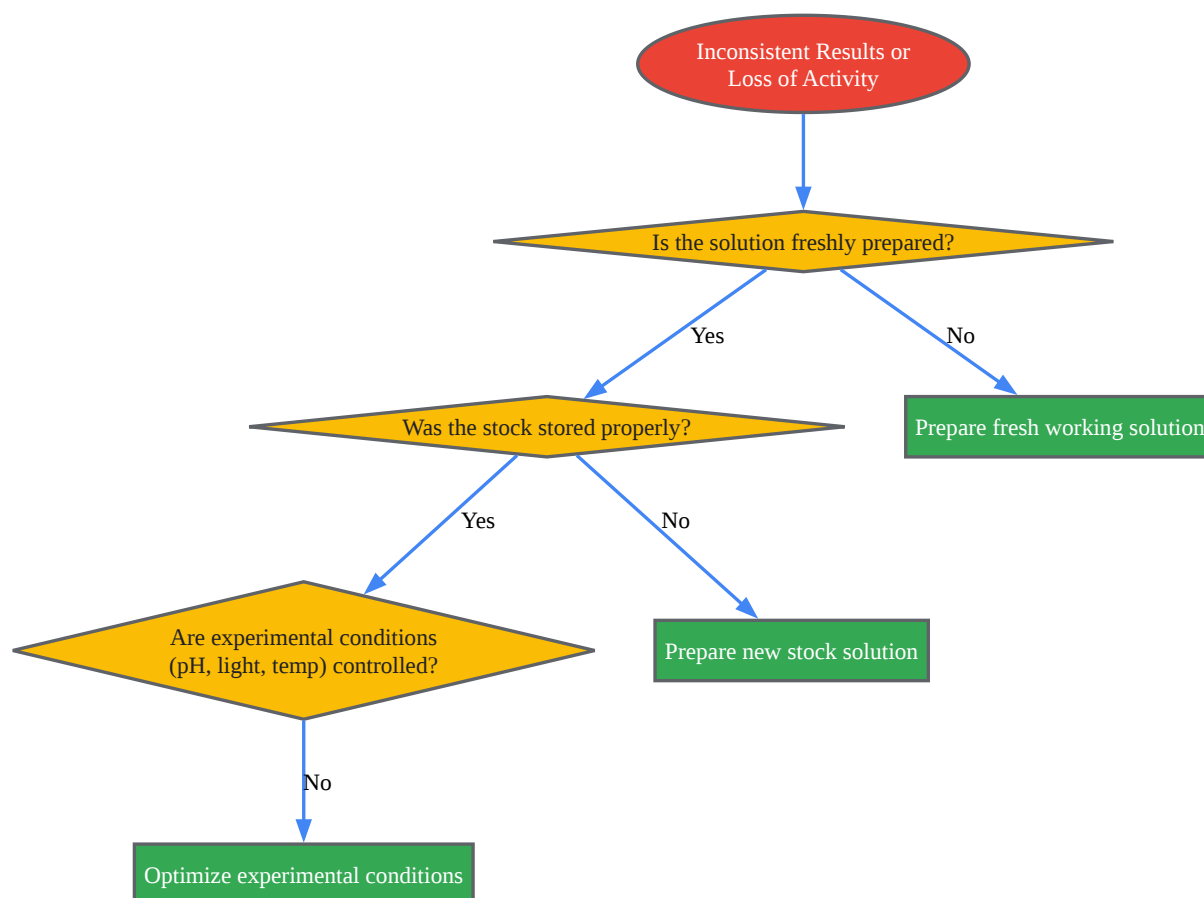 Inconsistent Results or
Loss of Activity
Is the solution freshly prepared?
Yes
No
Was the stock stored properly?
Prepare fresh working solution
Yes
No
Are experimental conditions
(pH, light, temp) controlled?
Prepare new stock solution
No
Optimize experimental conditions